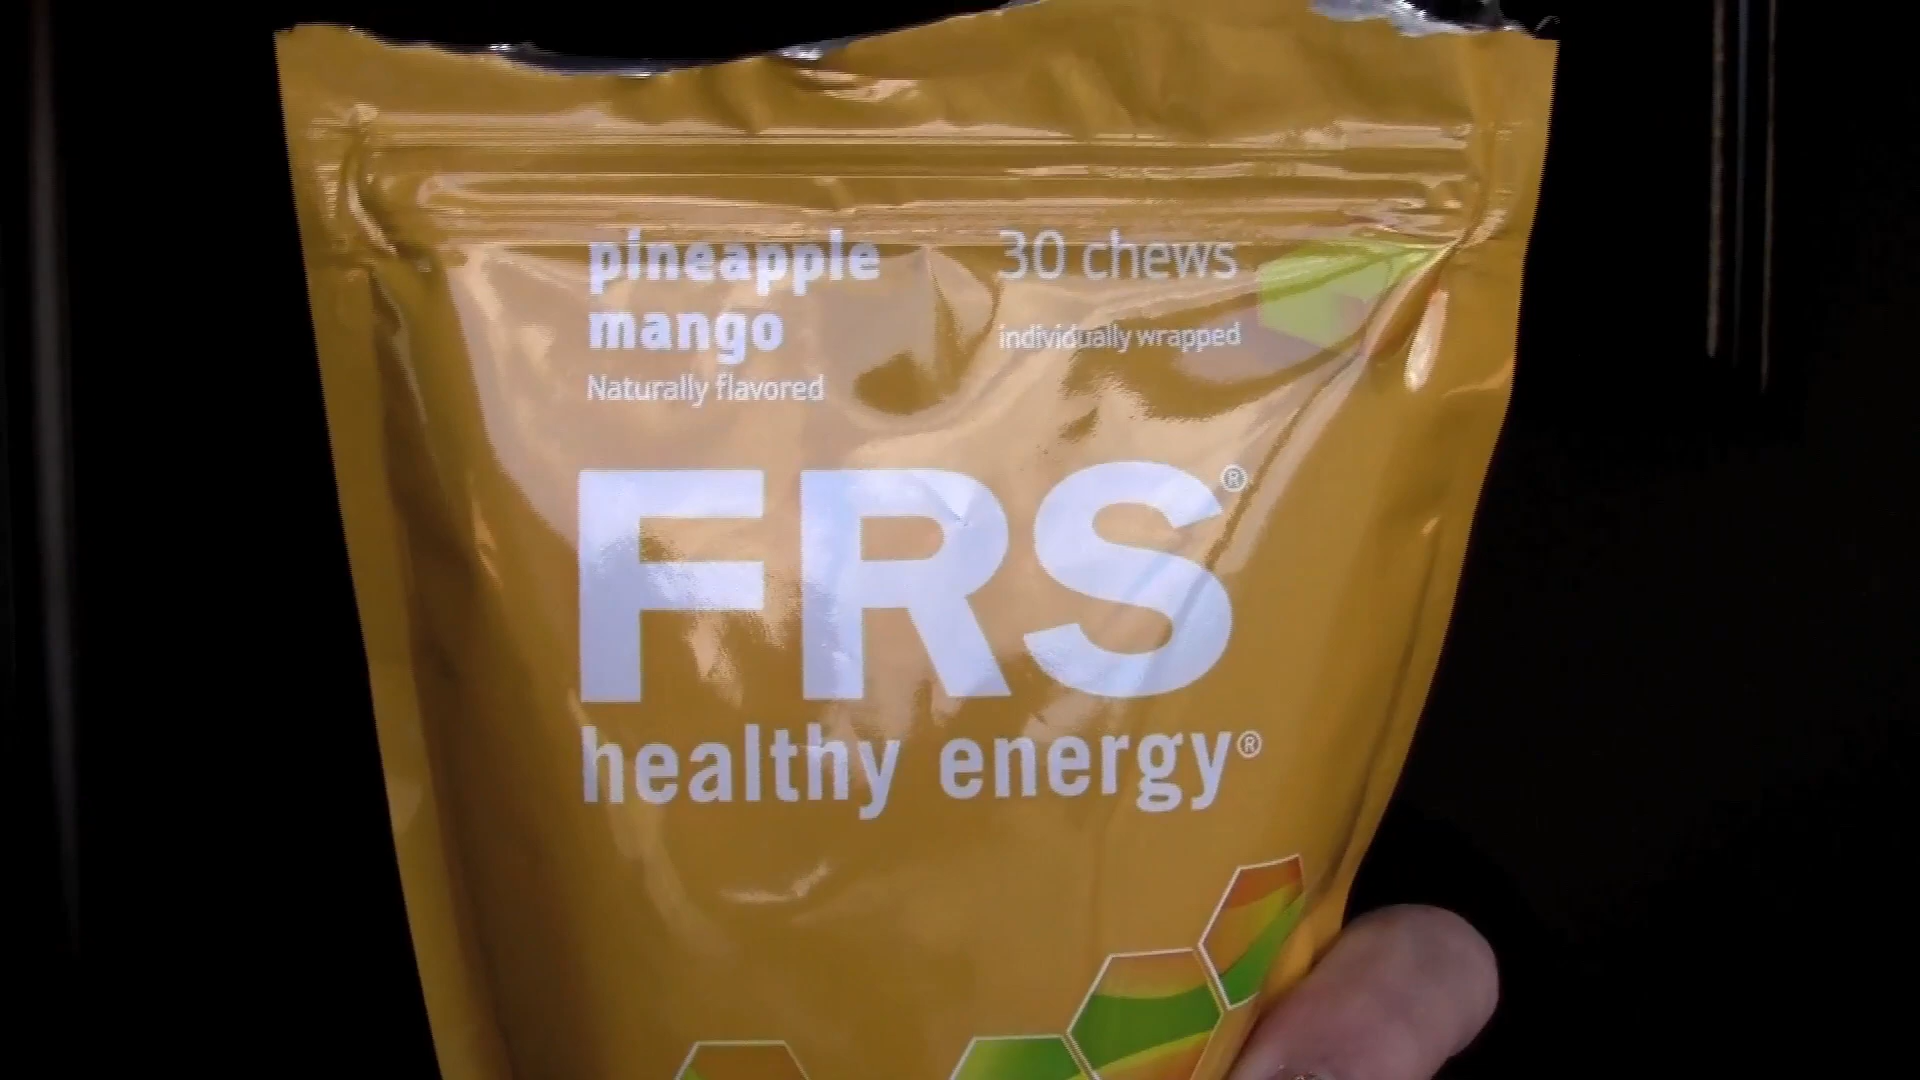 pineapple
mango
Naturally flavored
30 chews
individually wrapped
FRS®
healthy energy®